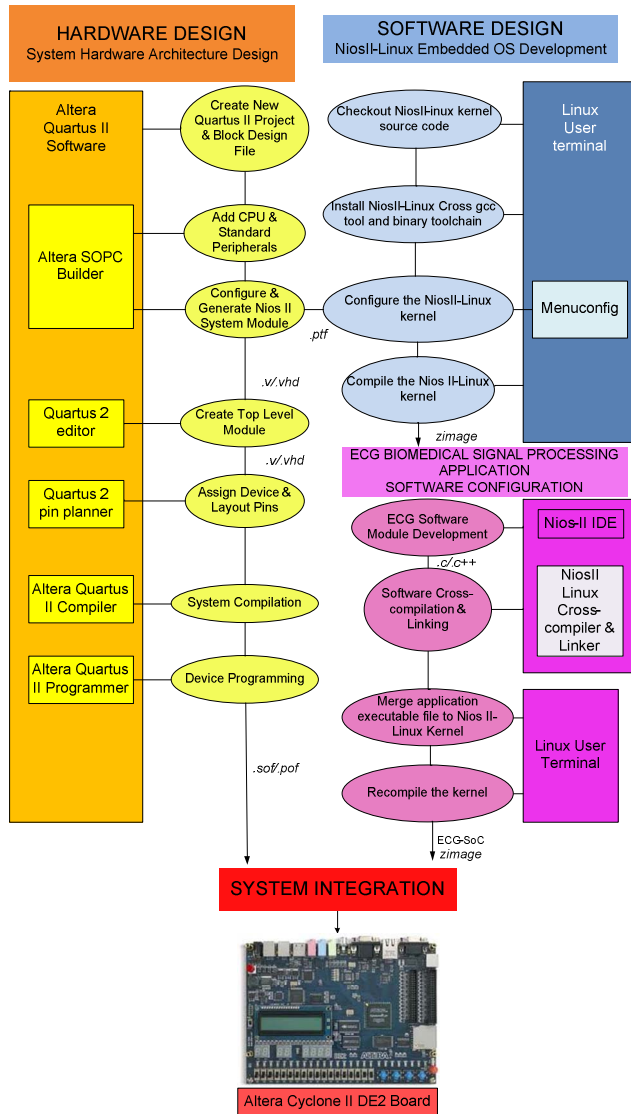 HARDWARE DESIGN
System Hardware Architecture Design
SOFTWARE DESIGN
NiosII-Linux Embedded OS Development
Altera
Quartus II
Software
Create New
Quartus II Project
& Block Design
File
Checkout NiosII-inux kernel
source code
Linux
User
terminal
Altera SOPC
Builder
Add CPU &
Standard
Peripherals
Install NiosII-Linux Cross gcc
tool and binary toolchain
Configure &
Generate Nios II
System Module
.ptf
Configure the NiosII-Linux
kernel
Menuconfig
.v/.vhd
Compile the Nios II-Linux
kernel
Quartus 2
editor
Create Top Level
Module
zimage
.v/.vhd
ECG BIOMEDICAL SIGNAL PROCESSING
APPLICATION
SOFTWARE CONFIGURATION
Quartus 2
pin planner
Assign Device &
Layout Pins
ECG Software
Module Development
Nios-II IDE
.c/.c++
Altera Quartus
II Compiler
System Compilation
Software Cross-
compilation &
Linking
NiosII
Linux
Cross-
compiler &
Linker
Altera Quartus
II Programmer
Device Programming
Merge application
executable file to Nios II-
Linux Kernel
Linux User
Terminal
.sof/.pof
Recompile the kernel
ECG-SoC
zimage
SYSTEM INTEGRATION
Altera Cyclone II DE2 Board